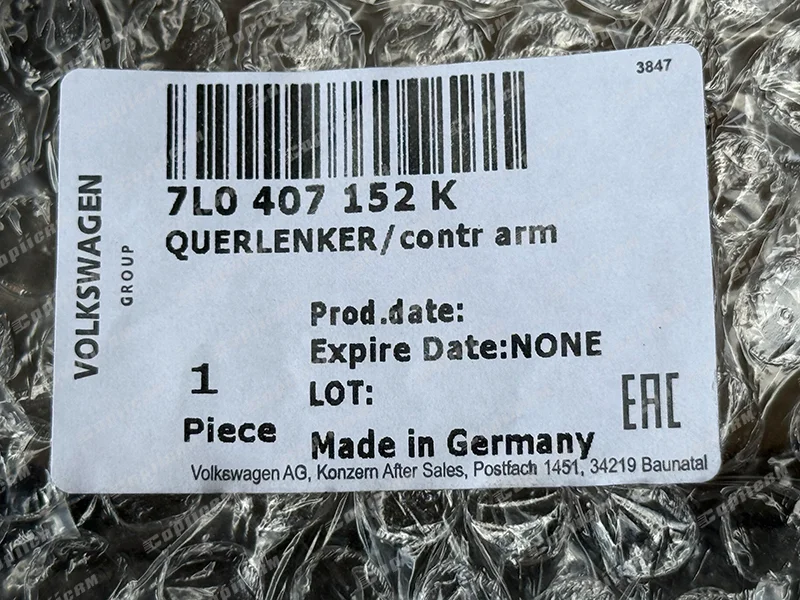 3847
7L0 407 152 K
QUERLENKER/contr arm
VOLKSWAGEN
GROUP
Prod.date:
Expire Date:NONE
LOT:
1
Piece
EAC
Made in Germany
Volkswagen AG, Konzern After Sales, Postfach 1451, 34219 Baunatal